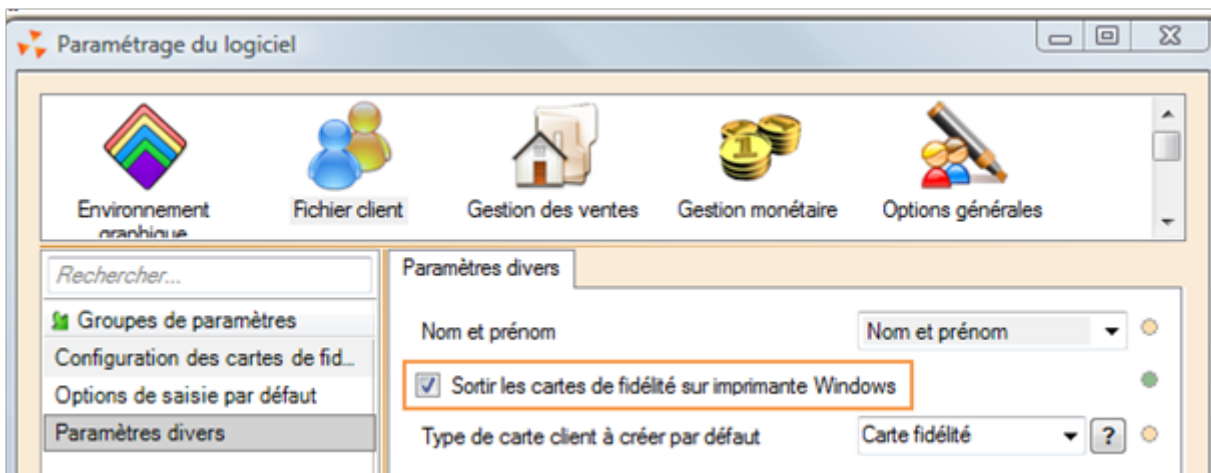 Paramétrage du logiciel
Environnement graphique
Fichier client
Gestion des ventes
Gestion monétaire
Options générales
Rechercher...
Paramètres divers
Groupes de paramètres
Configuration des cartes de fid...
Options de saisie par défaut
Paramètres divers
Nom et prénom Nom et prénom
Sortir les cartes de fidélité sur imprimante Windows
Type de carte client à créer par défaut Carte fidélité ?